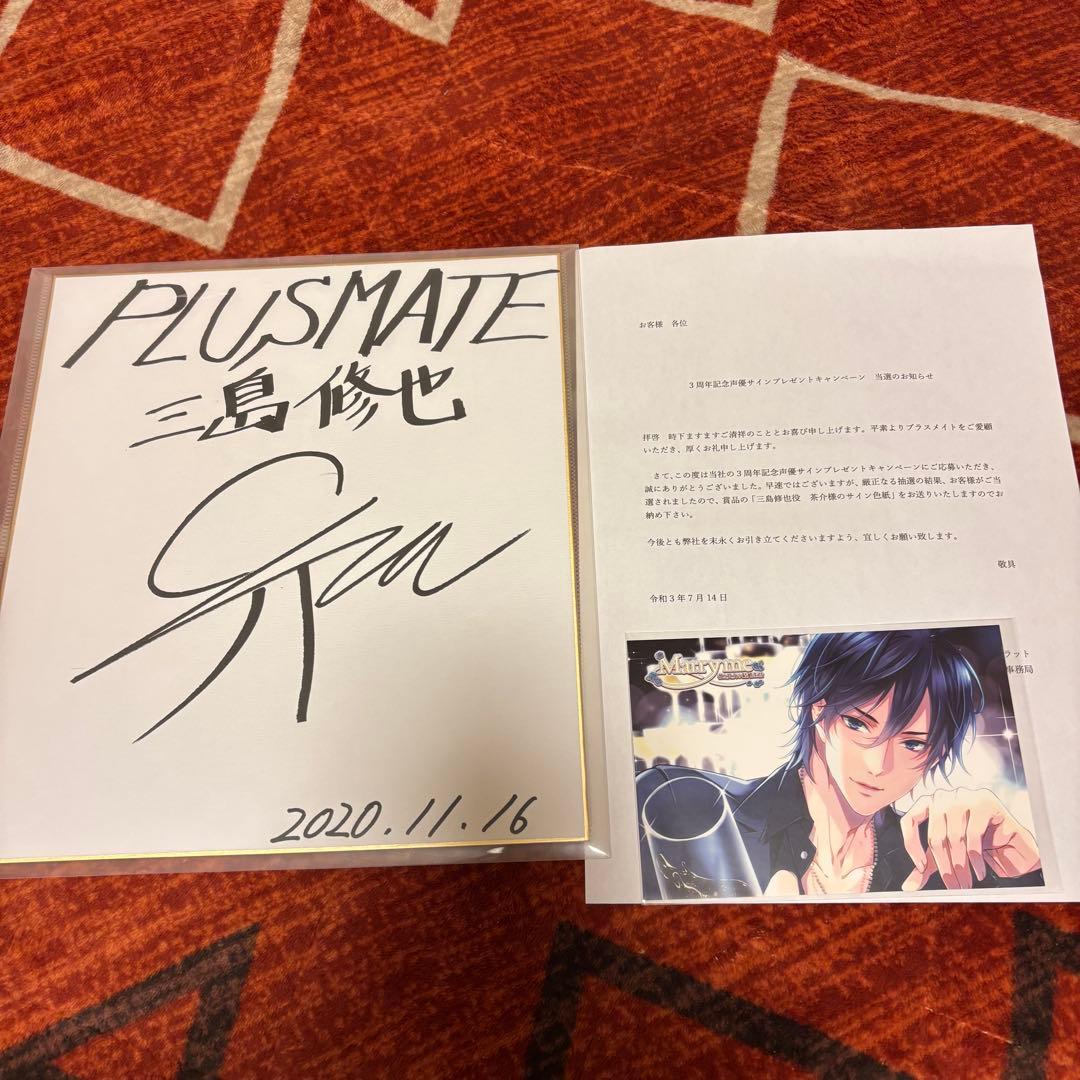 PLUSMATE
三島修也
2020.11.16
お客様 各位
3周年記念声優サインプレゼントキャンペーン 当選のお知らせ
拝啓 時下ますますご清祥のこととお喜び申し上げます。平素よりプラスメイトをご愛顧
いただき、厚くお礼申し上げます。
さて、この度は当社の3周年記念声優サインプレゼントキャンペーンにご応募いただき、
誠にありがとうございました。早速ではございますが、厳正なる抽選の結果、お客様がご当
選されましたので、賞品の「三島修也役 茶介様のサイン色紙」をお送りいたしますのでお
納め下さい。
今後とも弊社を末永くお引き立てくださいますよう、宜しくお願い致します。
敬具
令和3年7月14日
ラット
事務局
Marry me